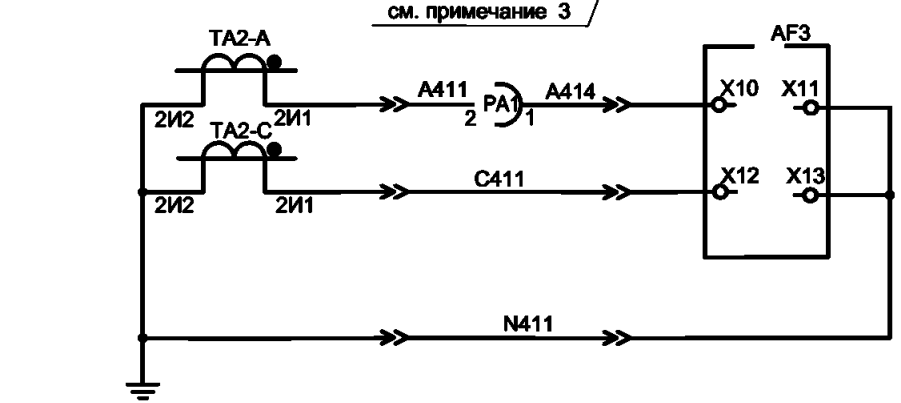 см. примечание 3
TA2-A
AF3
A411
PA1
A414
X10
X11
2И2
2И1
2
1
TA2-C
C411
X12
X13
2И2
2И1
N411